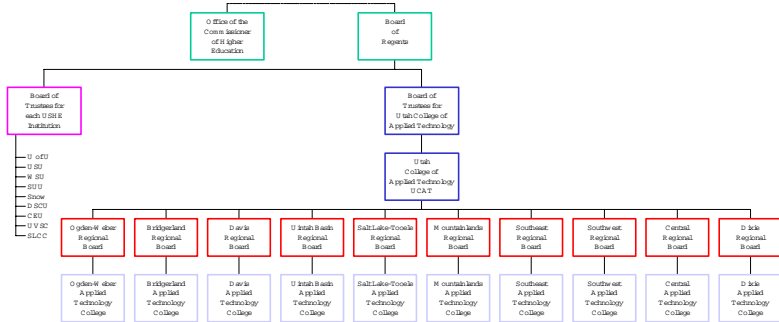 Office of the
Commissioner
of Higher
Education
Board
of
Regents
Board of
Trustees for
each USHE
Institution
Board of
Trustees for
Utah College of
Applied Technology
U of U
USU
WSU
SUU
Snow
DSCU
CEU
UVSC
SLCC
Utah
College of
Applied Technology
UCAT
Ogden-Weber
Regional
Board
Bridgerland
Regional
Board
Davis
Regional
Board
Uintah Basin
Regional
Board
Salt Lake-Tooele
Regional
Board
Mountainlands
Regional
Board
Southeast
Regional
Board
Southwest
Regional
Board
Central
Regional
Board
Dixie
Regional
Board
Ogden-Weber
Applied
Technology
College
Bridgerland
Applied
Technology
College
Davis
Applied
Technology
College
Uintah Basin
Applied
Technology
College
Salt Lake-Tooele
Applied
Technology
College
Mountainlands
Applied
Technology
College
Southeast
Applied
Technology
College
Southwest
Applied
Technology
College
Central
Applied
Technology
College
Dixie
Applied
Technology
College